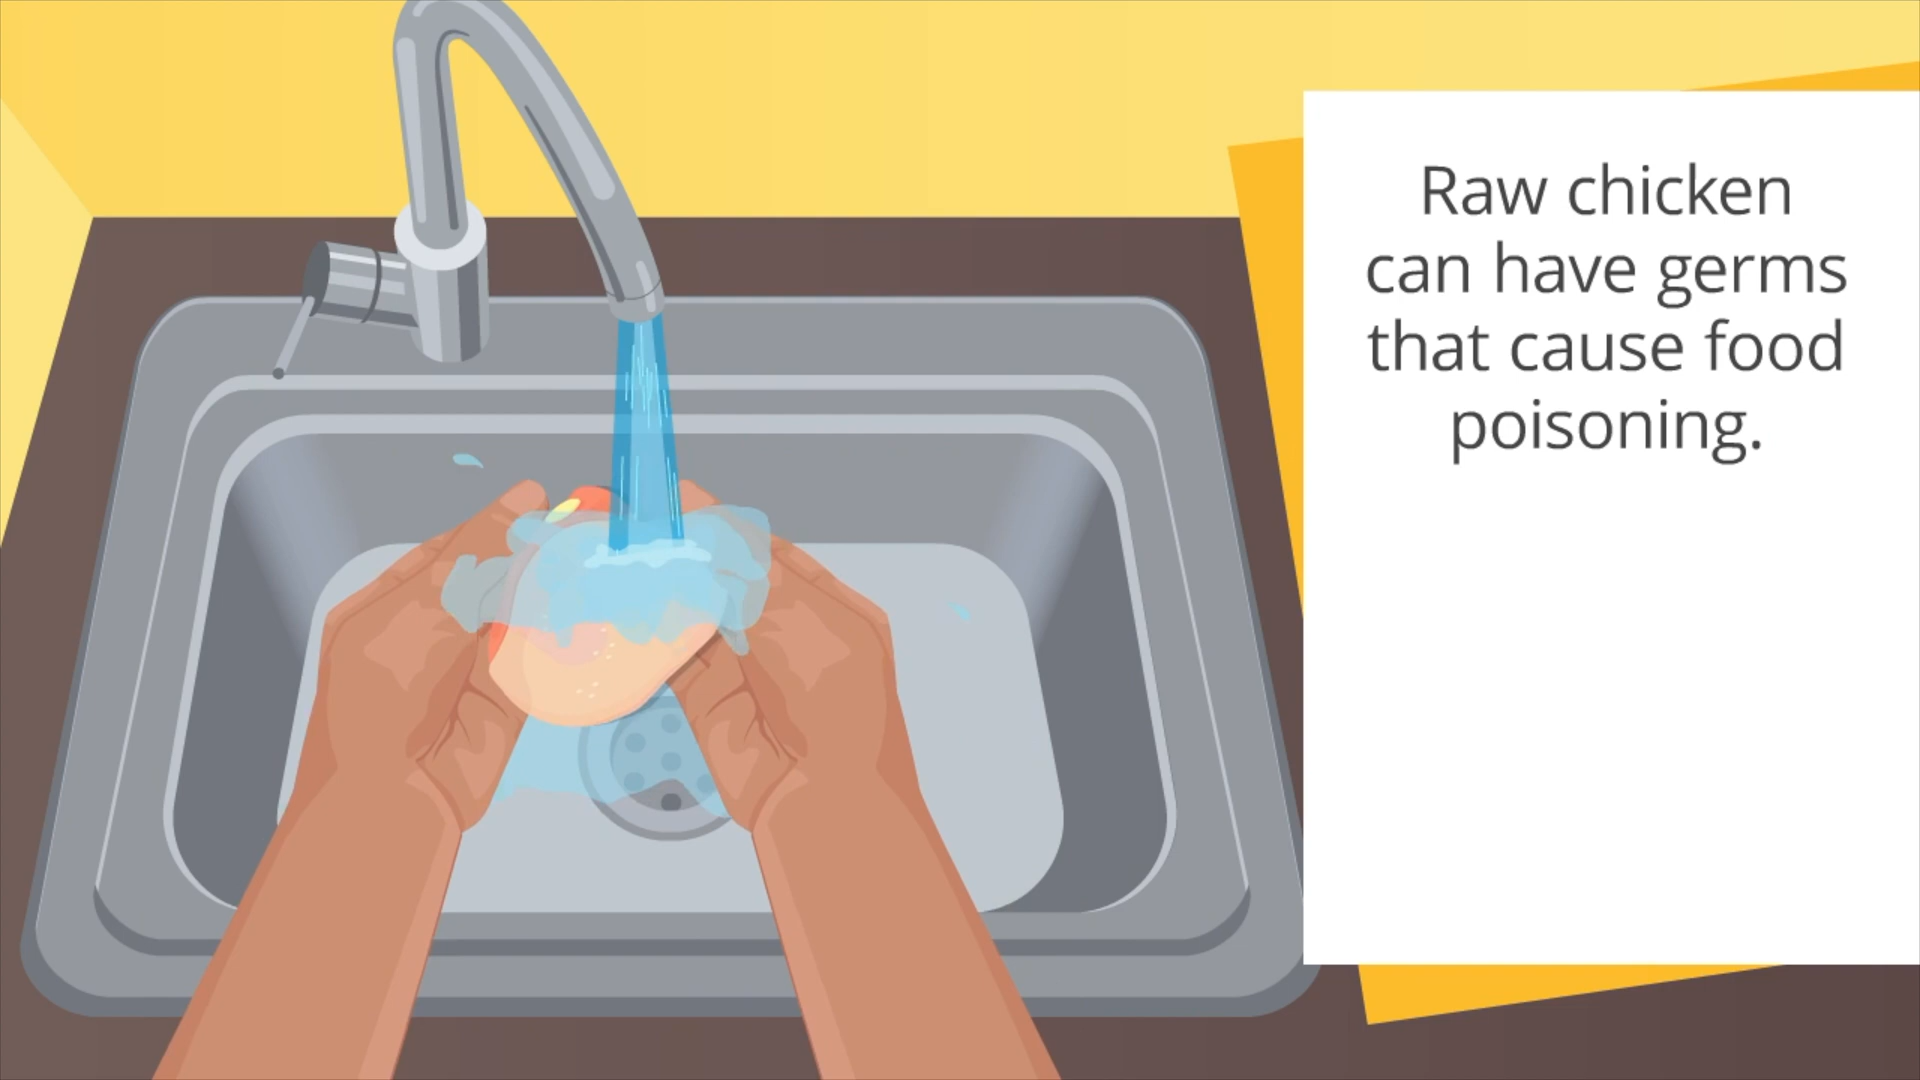 Raw chicken
can have germs
that cause food
poisoning.